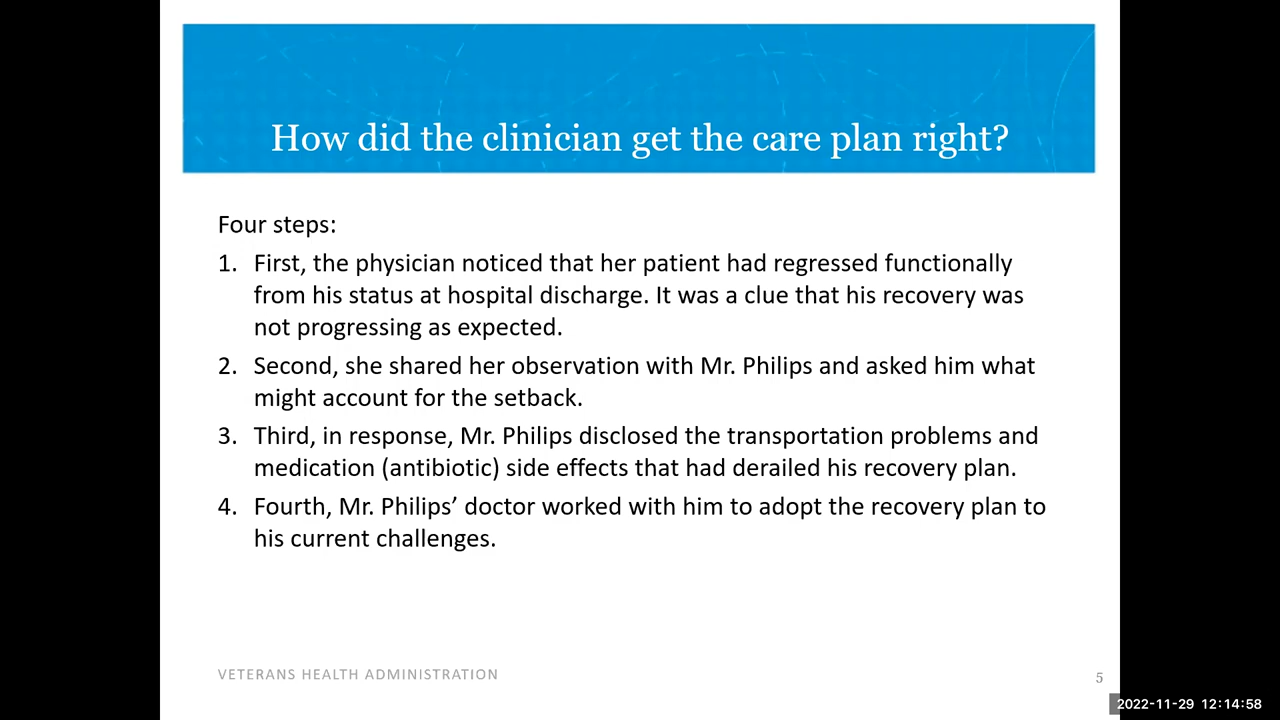 How did the clinician get the care plan right?
Four steps:
1. First, the physician noticed that her patient had regressed functionally
from his status at hospital discharge. It was a clue that his recovery was
not progressing as expected.
2. Second, she shared her observation with Mr. Philips and asked him what
might account for the setback.
3. Third, in response, Mr. Philips disclosed the transportation problems and
medication (antibiotic) side effects that had derailed his recovery plan.
4. Fourth, Mr. Philips’ doctor worked with him to adopt the recovery plan to
his current challenges.
VETERANS HEALTH ADMINISTRATION
5
2022-11-29 12:14:58